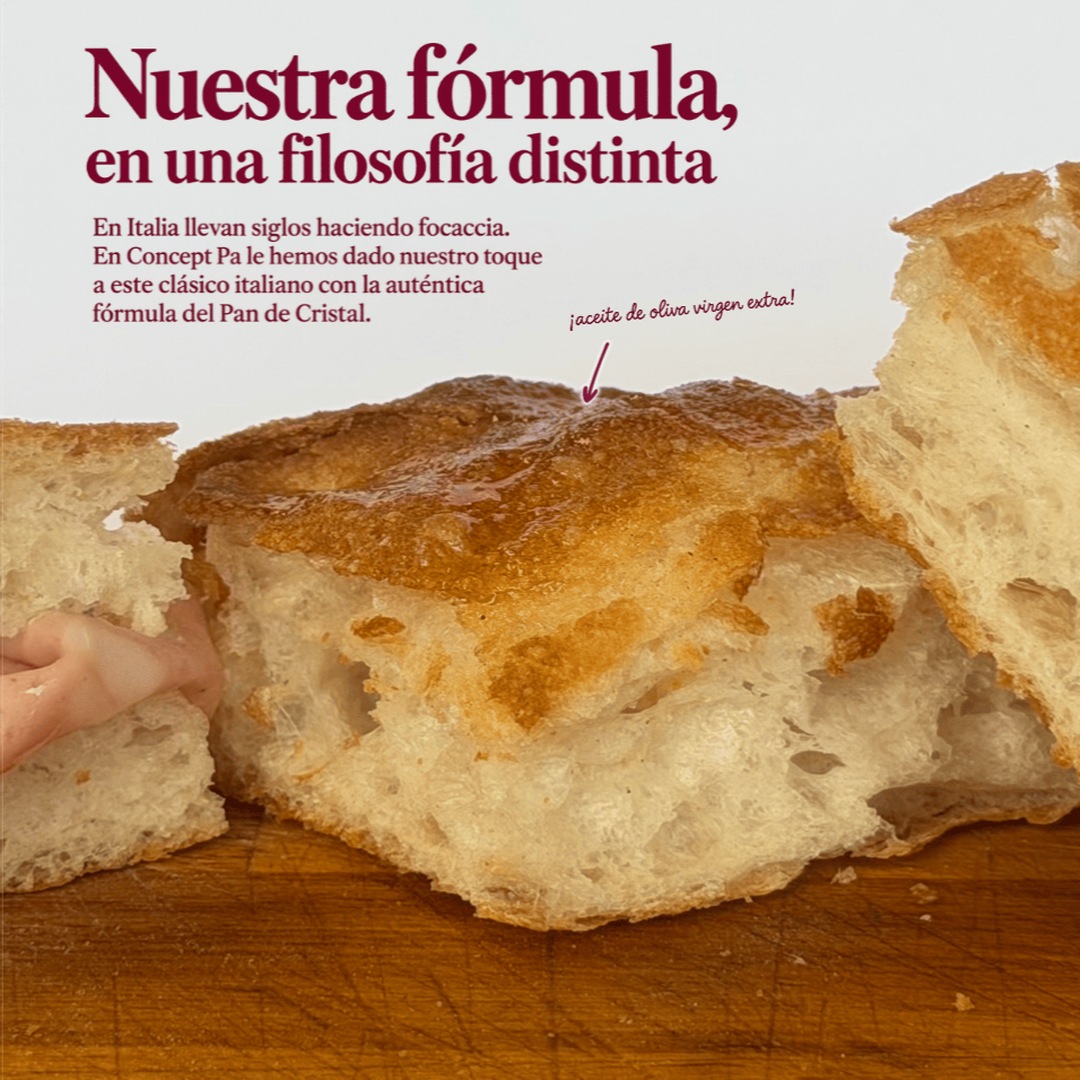 Nuestra fórmula,
en una filosofía distinta
En Italia llevan siglos haciendo focaccia.
En Concept Pa le hemos dado nuestro toque
a este clásico italiano con la auténtica
fórmula del Pan de Cristal.
¡aceite de oliva virgen extra!